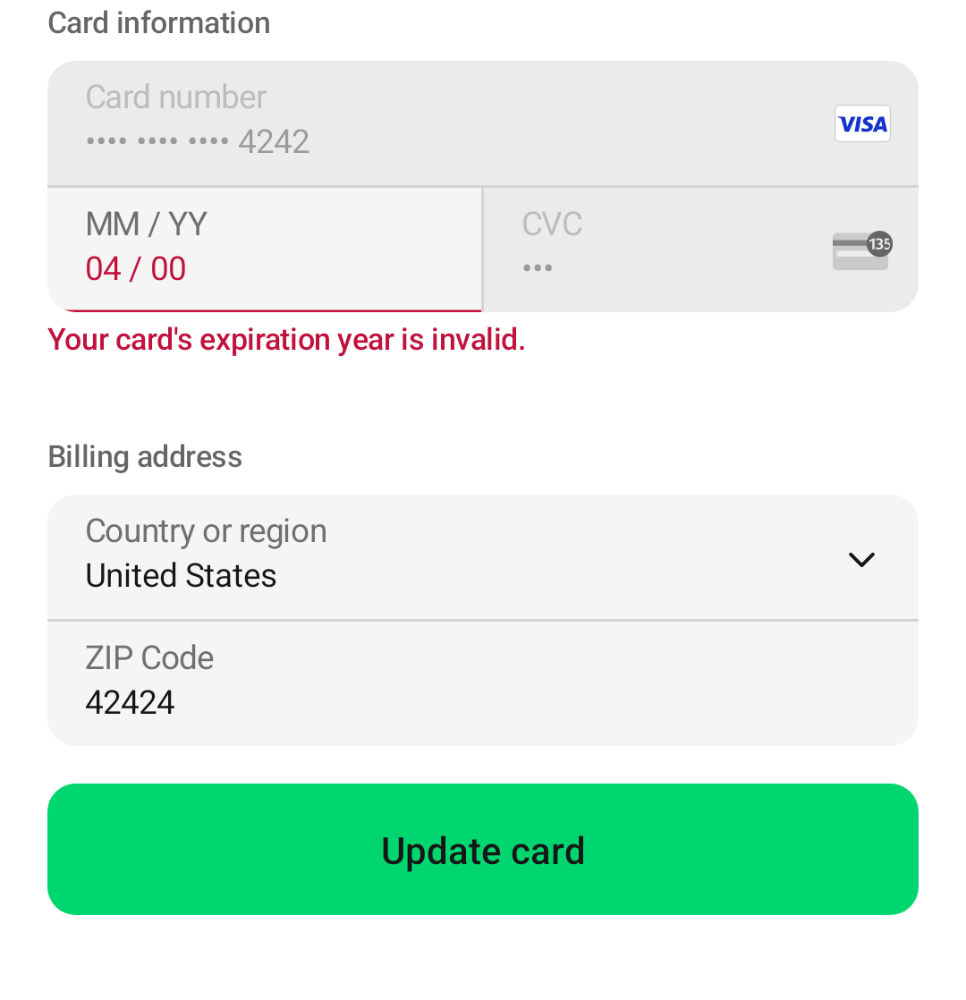 Card information
Card number
•••• •••• •••• 4242
VISA
MM / YY
04 / 00
CVC
•••
135
Your card's expiration year is invalid.
Billing address
Country or region
United States
ZIP Code
42424
Update card